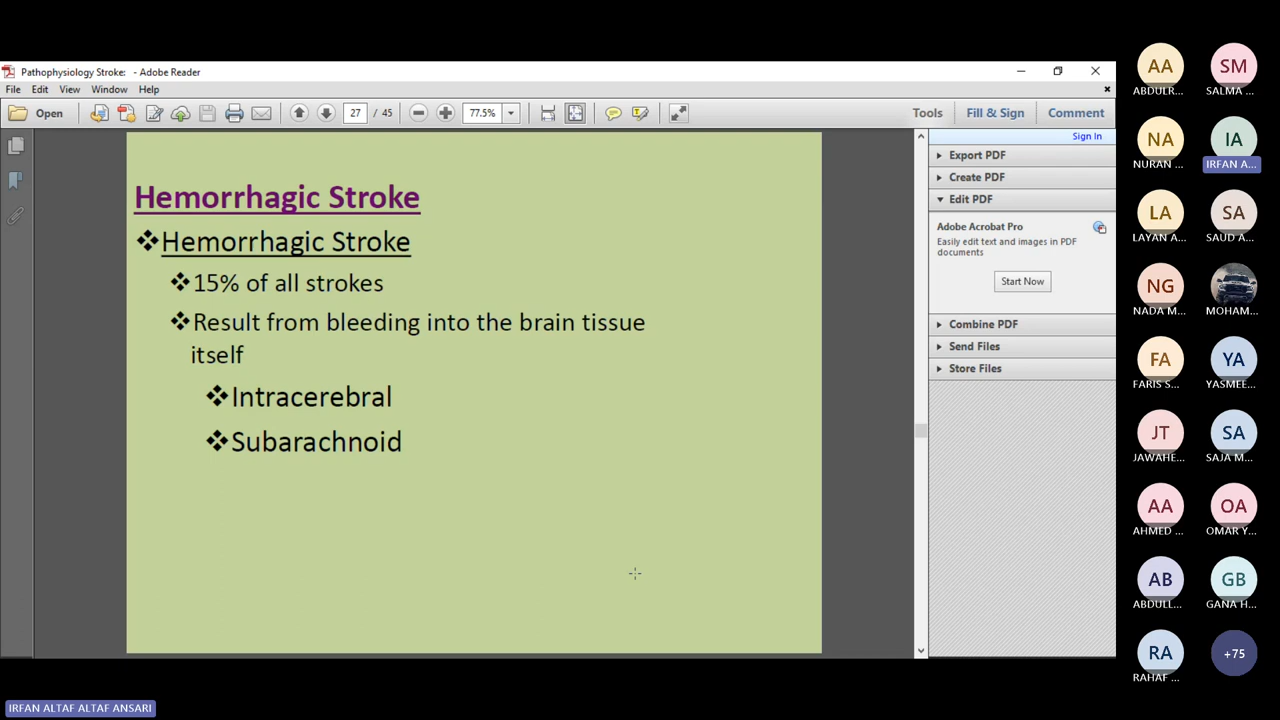 Pathophysiology Stroke: - Adobe Reader
File Edit View Window Help
Open 27 / 45 77.5% Tools Fill & Sign Comment
Sign In
Export PDF
Create PDF
Edit PDF
Adobe Acrobat Pro
Easily edit text and images in PDF
documents
Start Now
Combine PDF
Send Files
Store Files
Hemorrhagic Stroke
❖Hemorrhagic Stroke
❖15% of all strokes
❖Result from bleeding into the brain tissue
itself
❖Intracerebral
❖Subarachnoid
AA SM
ABDULR... SALMA ...
NA IA
NURAN ... IRFAN A...
LA SA
LAYAN A... SAUD A...
NG
NADA M... MOHAM...
FA YA
FARIS S... YASMEE...
JT SA
JAWAHE... SAJA M...
AA OA
AHMED ... OMAR Y...
AB GB
ABDULL... GANA H...
RA +75
RAHAF ...
IRFAN ALTAF ALTAF ANSARI